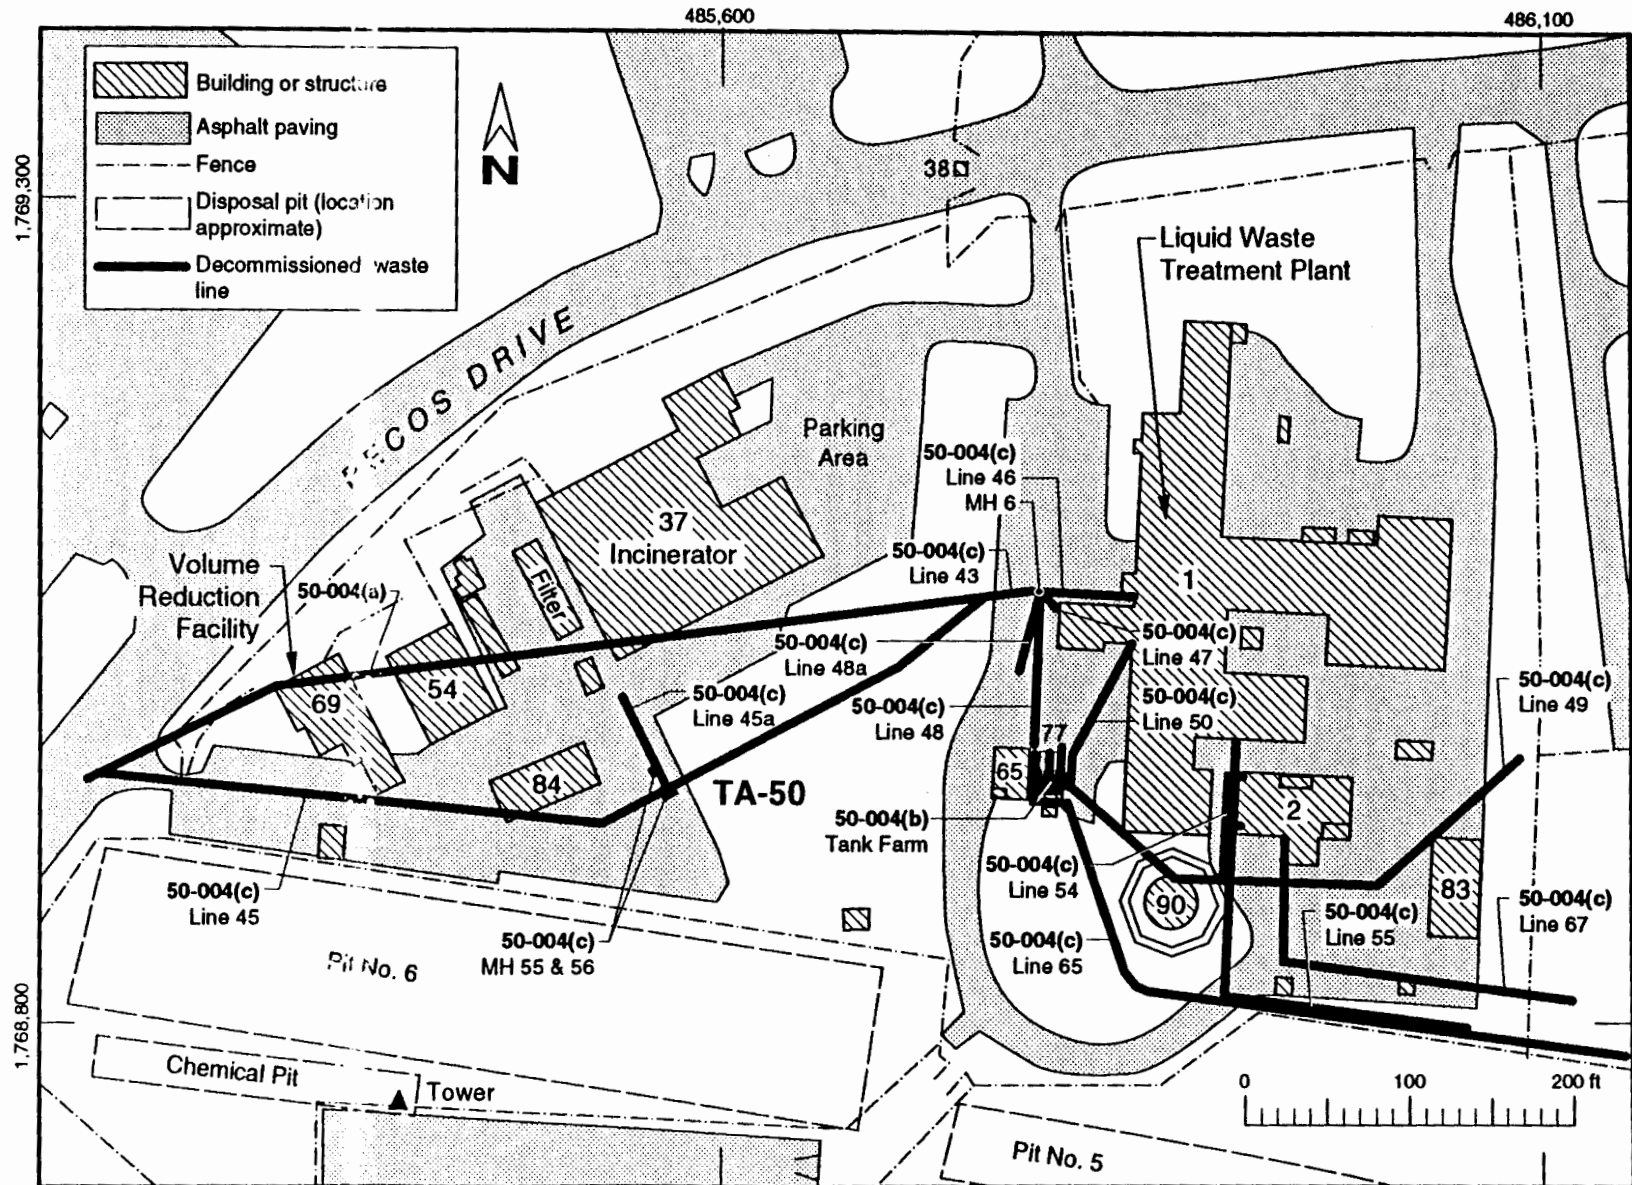 485,600
486,100
Building or structure
Asphalt paving
Fence
Disposal pit (location
approximate)
Decommissioned waste
line
N
1,769,300
1,768,800
38
Liquid Waste
Treatment Plant
DRIVE
Parking
Area
37
Incinerator
Filter
Volume
Reduction
Facility
50-004(a)
69
54
84
50-004(c)
Line 46
MH 6
50-004(c)
Line 43
1
50-004(c)
Line 47
50-004(c)
Line 48a
50-004(c)
Line 45a
50-004(c)
Line 48
50-004(c)
Line 50
50-004(c)
Line 49
77
65
TA-50
50-004(b)
Tank Farm
2
50-004(c)
Line 54
83
90
50-004(c)
Line 45
50-004(c)
MH 55 & 56
50-004(c)
Line 65
50-004(c)
Line 55
50-004(c)
Line 67
Pit No. 6
Chemical Pit
Tower
0 100 200 ft
Pit No. 5